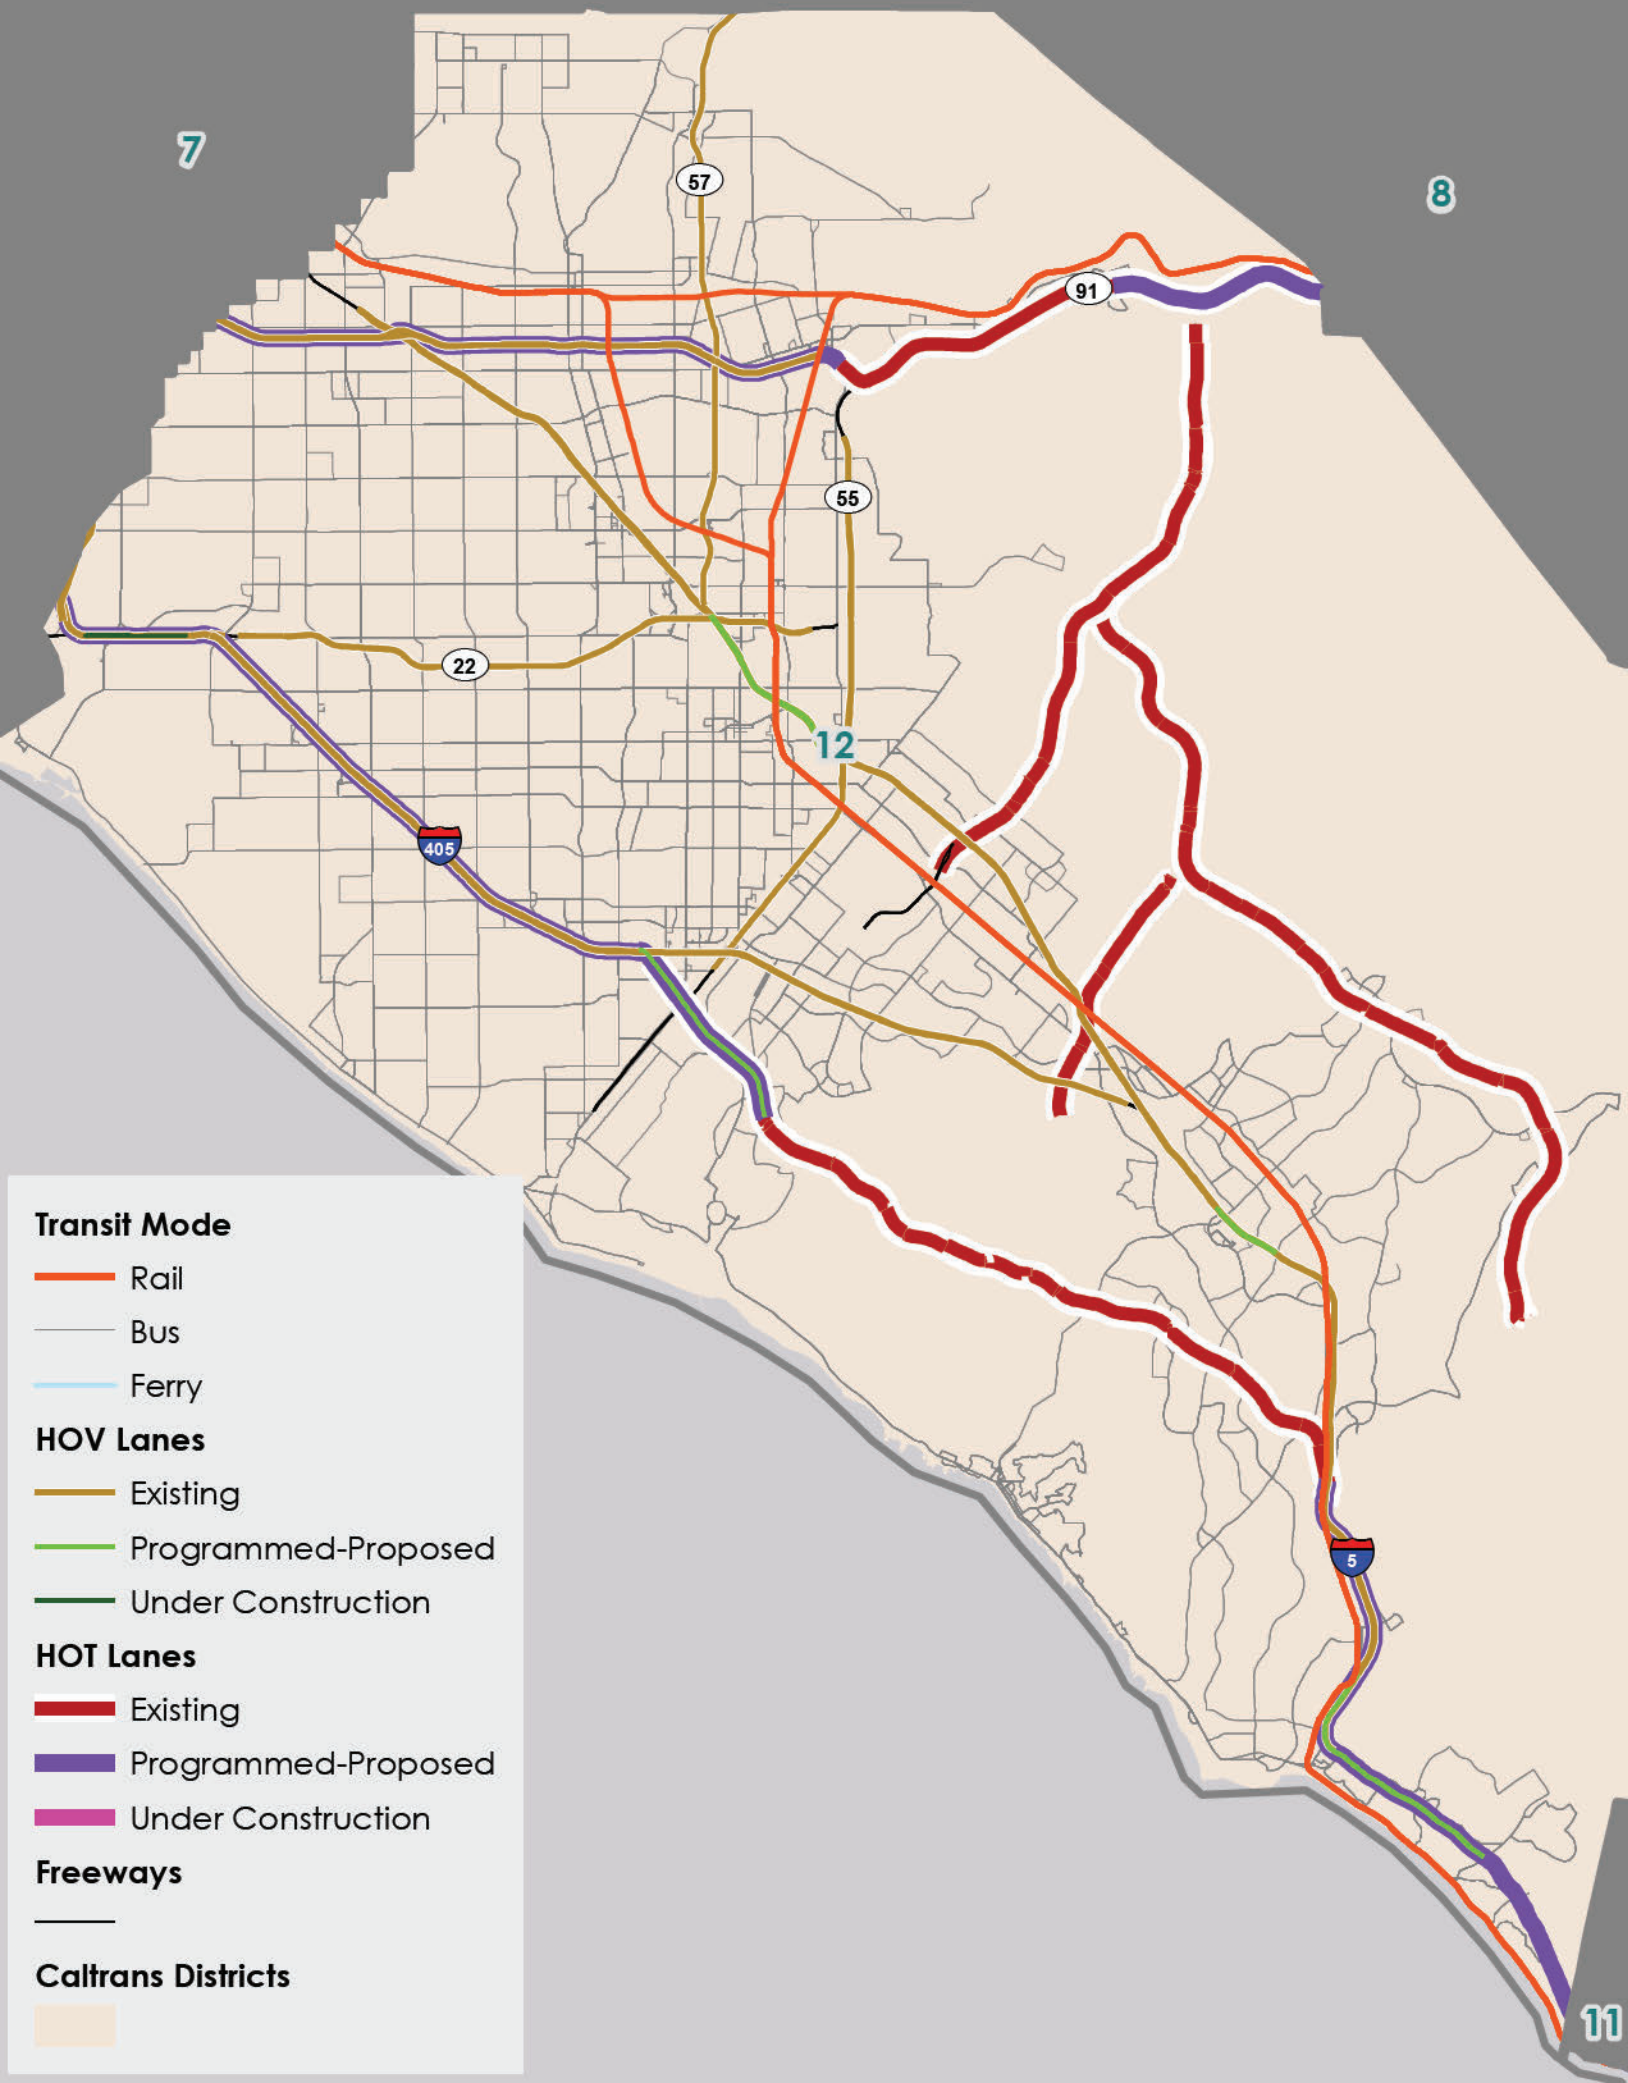 7
57
8
91
55
22
12
405
Transit Mode
Rail
Bus
Ferry
HOV Lanes
Existing
Programmed-Proposed
Under Construction
HOT Lanes
Existing
Programmed-Proposed
Under Construction
Freeways
Caltrans Districts
5
11